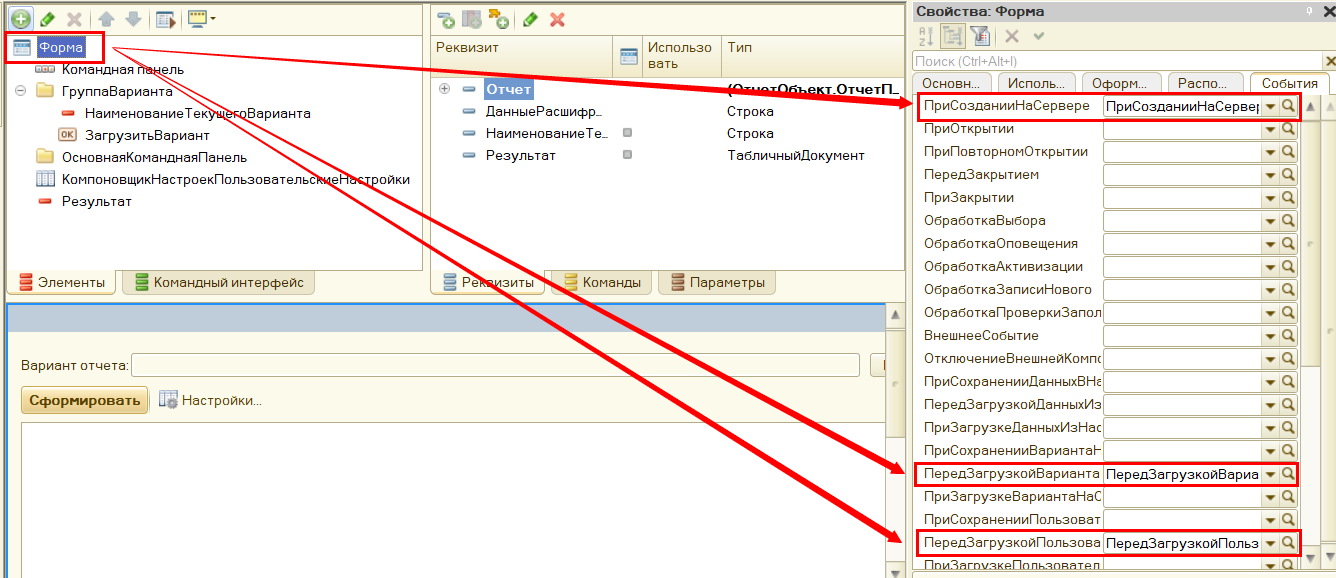 Форма
Командная панель
ГруппаВарианта
НаименованиеТекущегоВарианта
OK ЗагрузитьВариант
ОсновнаяКоманднаяПанель
КомпоновщикНастроекПользовательскиеНастройки
Результат
Элементы
Командный интерфейс
Реквизит
Использо
вать
Тип
Отчет (ОтчетОбъект.ОтчетП...
ДанныеРасшифр... Строка
НаименованиеТе... Строка
Результат ТабличныйДокумент
Реквизиты
Команды
Параметры
Вариант отчета:
Сформировать
Настройки...
Свойства: Форма
Поиск (Ctrl+Alt+I)
Основн...
Исполь...
Оформ...
Распо...
События
ПриСозданииНаСервере ПриСозданииНаСервер
ПриОткрытии
ПриПовторномОткрытии
ПередЗакрытием
ПриЗакрытии
ОбработкаВыбора
ОбработкаОповещения
ОбработкаАктивизации
ОбработкаЗаписиНового
ОбработкаПроверкиЗапол
ВнешнееСобытие
ОтключениеВнешнейКомпо
ПриСохраненииДанныхВНа
ПередЗагрузкойДанныхИз
ПриЗагрузкеДанныхИзНас
ПриСохраненииВариантаН
ПередЗагрузкойВарианта ПередЗагрузкойВариа
ПриЗагрузкеВариантаНаС
ПриСохраненииПользоват
ПередЗагрузкойПользова ПередЗагрузкойПольз
ПриЗагрузкеПользовател